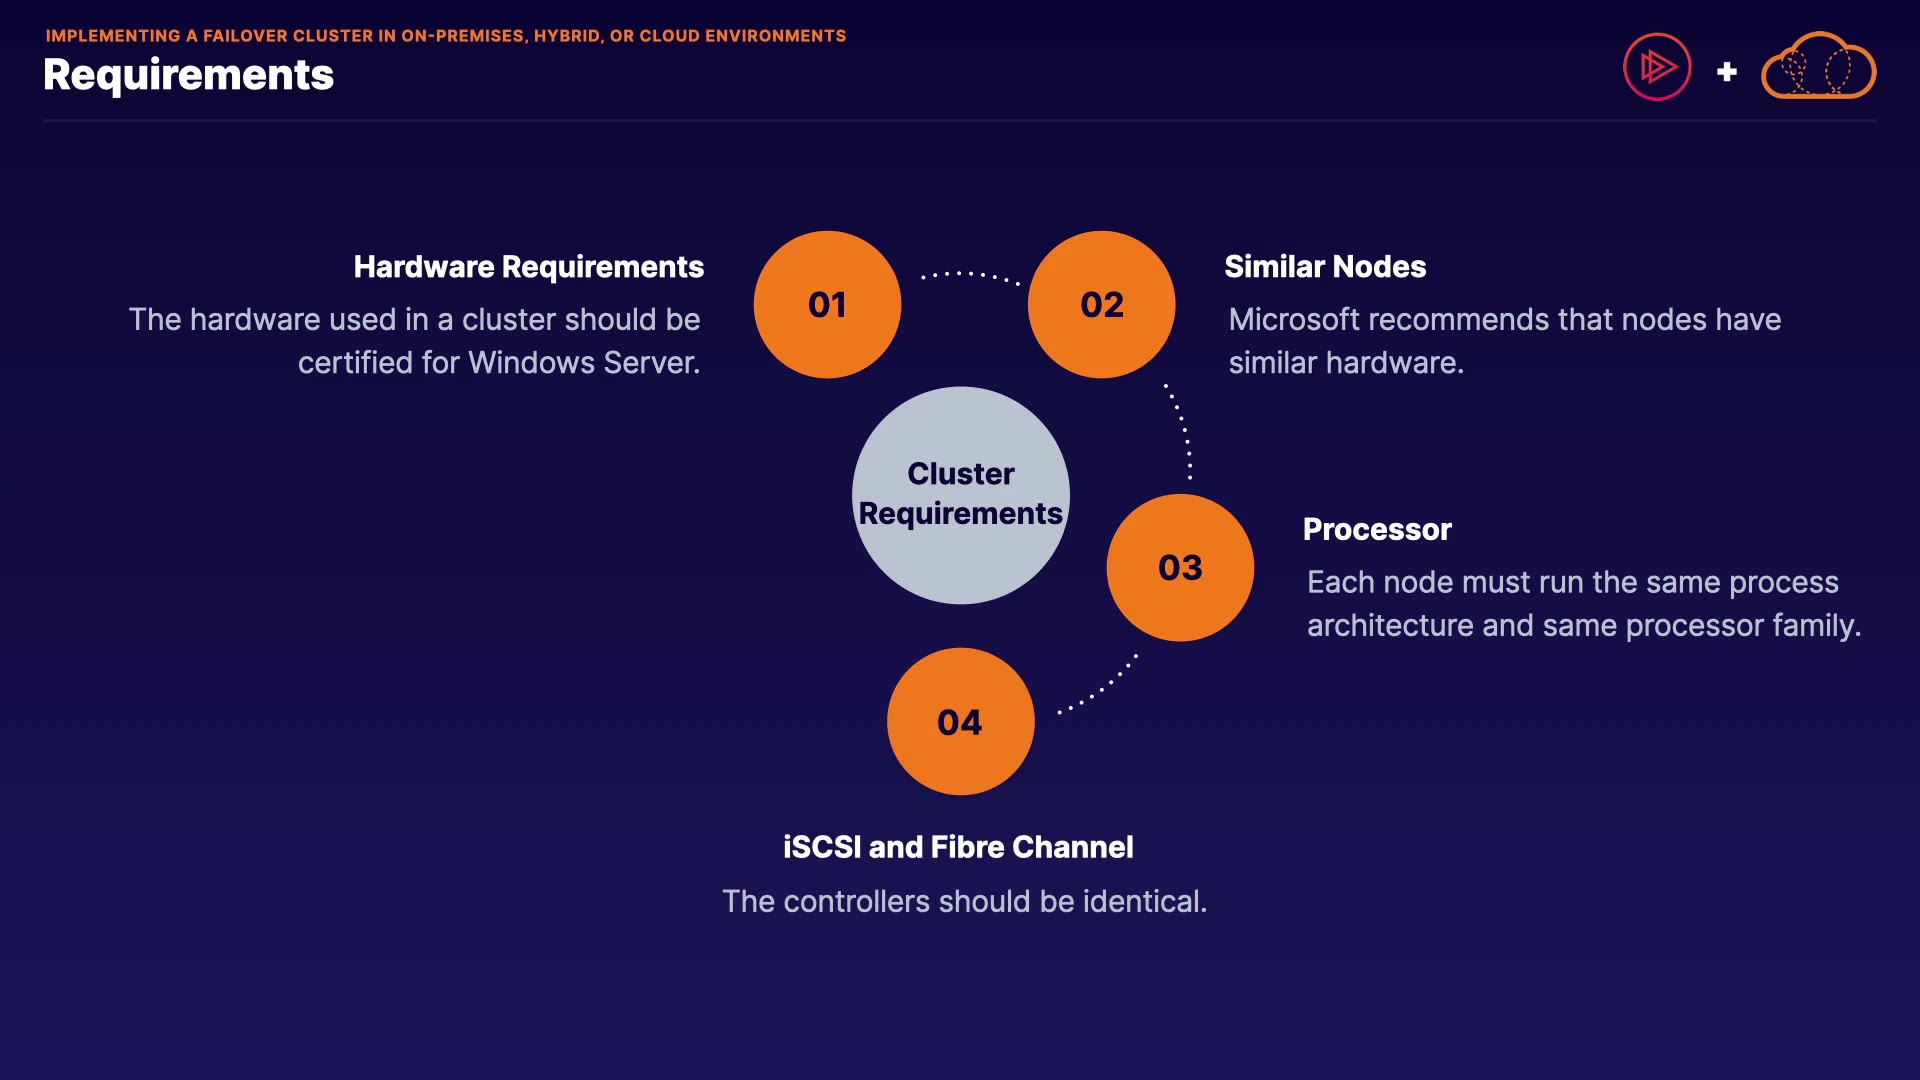 IMPLEMENTING A FAILOVER CLUSTER IN ON-PREMISES, HYBRID, OR CLOUD ENVIRONMENTS
Requirements
+
Hardware Requirements
The hardware used in a cluster should be
certified for Windows Server.
01
02
Similar Nodes
Microsoft recommends that nodes have
similar hardware.
Cluster
Requirements
03
Processor
Each node must run the same process
architecture and same processor family.
04
iSCSI and Fibre Channel
The controllers should be identical.